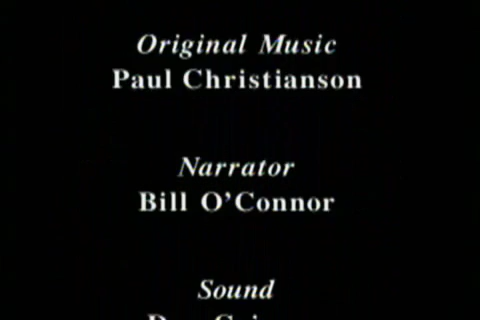 Original Music
Paul Christianson
Narrator
Bill O'Connor
Sound